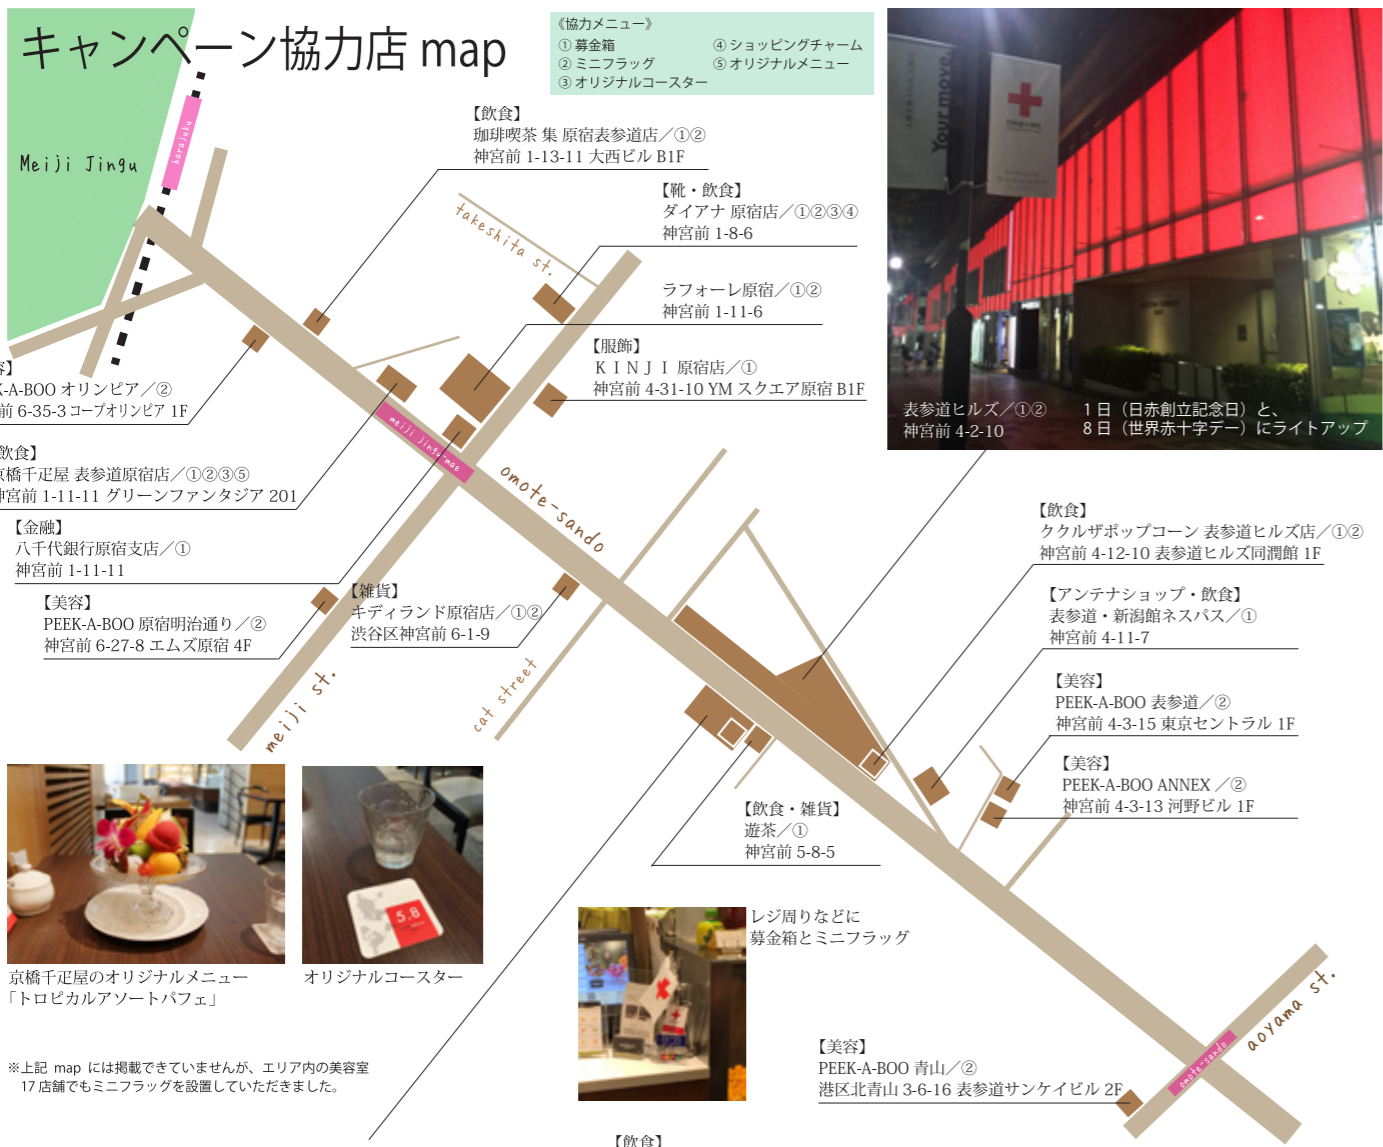 キャンペーン協力店 map
《協力メニュー》
① 募金箱
② ミニフラッグ
③ オリジナルコースター
④ ショッピングチャーム
⑤ オリジナルメニュー
Meiji Jingu
harajuku
【飲食】
珈琲喫茶 集 原宿表参道店／①②
神宮前 1-13-11 大西ビル B1F
takeshita st.
【靴・飲食】
ダイアナ 原宿店／①②③④
神宮前 1-8-6
ラフォーレ原宿／①②
神宮前 1-11-6
【服飾】
ＫＩＮＪＩ 原宿店／①
神宮前 4-31-10 YM スクエア原宿 B1F
Your move.
表参道ヒルズ／①②
神宮前 4-2-10
1 日（日赤創立記念日）と、
8 日（世界赤十字デー）にライトアップ
容】
K-A-BOO オリンピア／②
前 6-35-3 コープオリンピア 1F
飲食】
京橋千疋屋 表参道原宿店／①②③⑤
神宮前 1-11-11 グリーンファンタジア 201
meiji jingu-mae
omote-sando
【金融】
八千代銀行原宿支店／①
神宮前 1-11-11
【美容】
PEEK-A-BOO 原宿明治通り／②
神宮前 6-27-8 エムズ原宿 4F
【雑貨】
キディランド原宿店／①②
渋谷区神宮前 6-1-9
meiji st.
cat street
【飲食】
ククルザポップコーン 表参道ヒルズ店／①②
神宮前 4-12-10 表参道ヒルズ同潤館 1F
【アンテナショップ・飲食】
表参道・新潟館ネスパス／①
神宮前 4-11-7
【美容】
PEEK-A-BOO 表参道／②
神宮前 4-3-15 東京セントラル 1F
【美容】
PEEK-A-BOO ANNEX ／②
神宮前 4-3-13 河野ビル 1F
【飲食・雑貨】
遊茶／①
神宮前 5-8-5
5.8
京橋千疋屋のオリジナルメニュー
「トロピカルアソートパフェ」
オリジナルコースター
レジ周りなどに
募金箱とミニフラッグ
※上記 map には掲載できていませんが、エリア内の美容室
17 店舗でもミニフラッグを設置していただきました。
【美容】
PEEK-A-BOO 青山／②
港区北青山 3-6-16 表参道サンケイビル 2F
omote-sando
aoyama st.
【飲食】